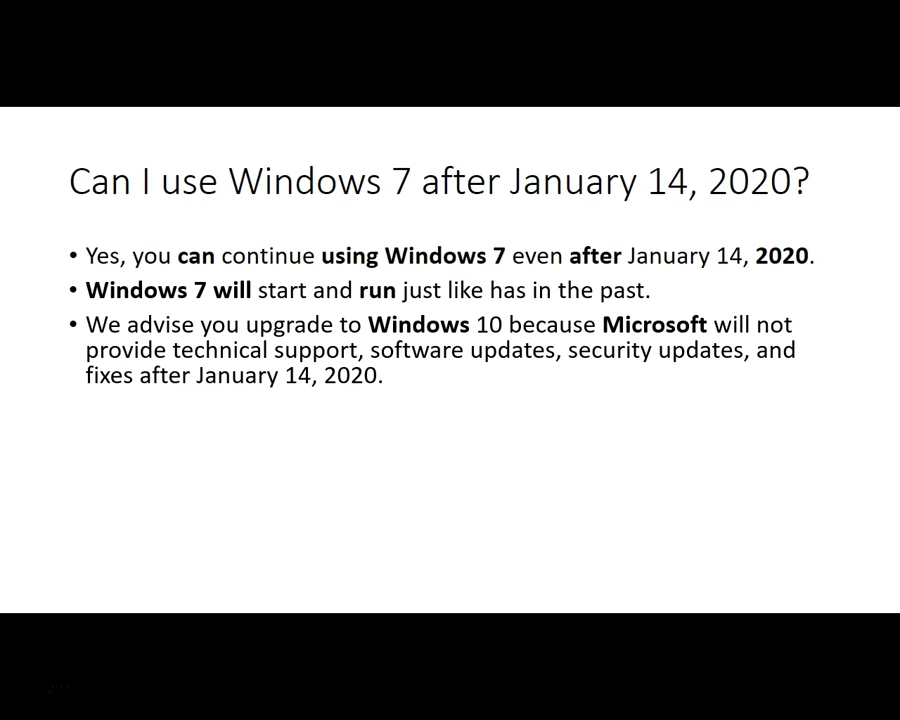 Can I use Windows 7 after January 14, 2020?
• Yes, you can continue using Windows 7 even after January 14, 2020.
• Windows 7 will start and run just like has in the past.
• We advise you upgrade to Windows 10 because Microsoft will not
provide technical support, software updates, security updates, and
fixes after January 14, 2020.